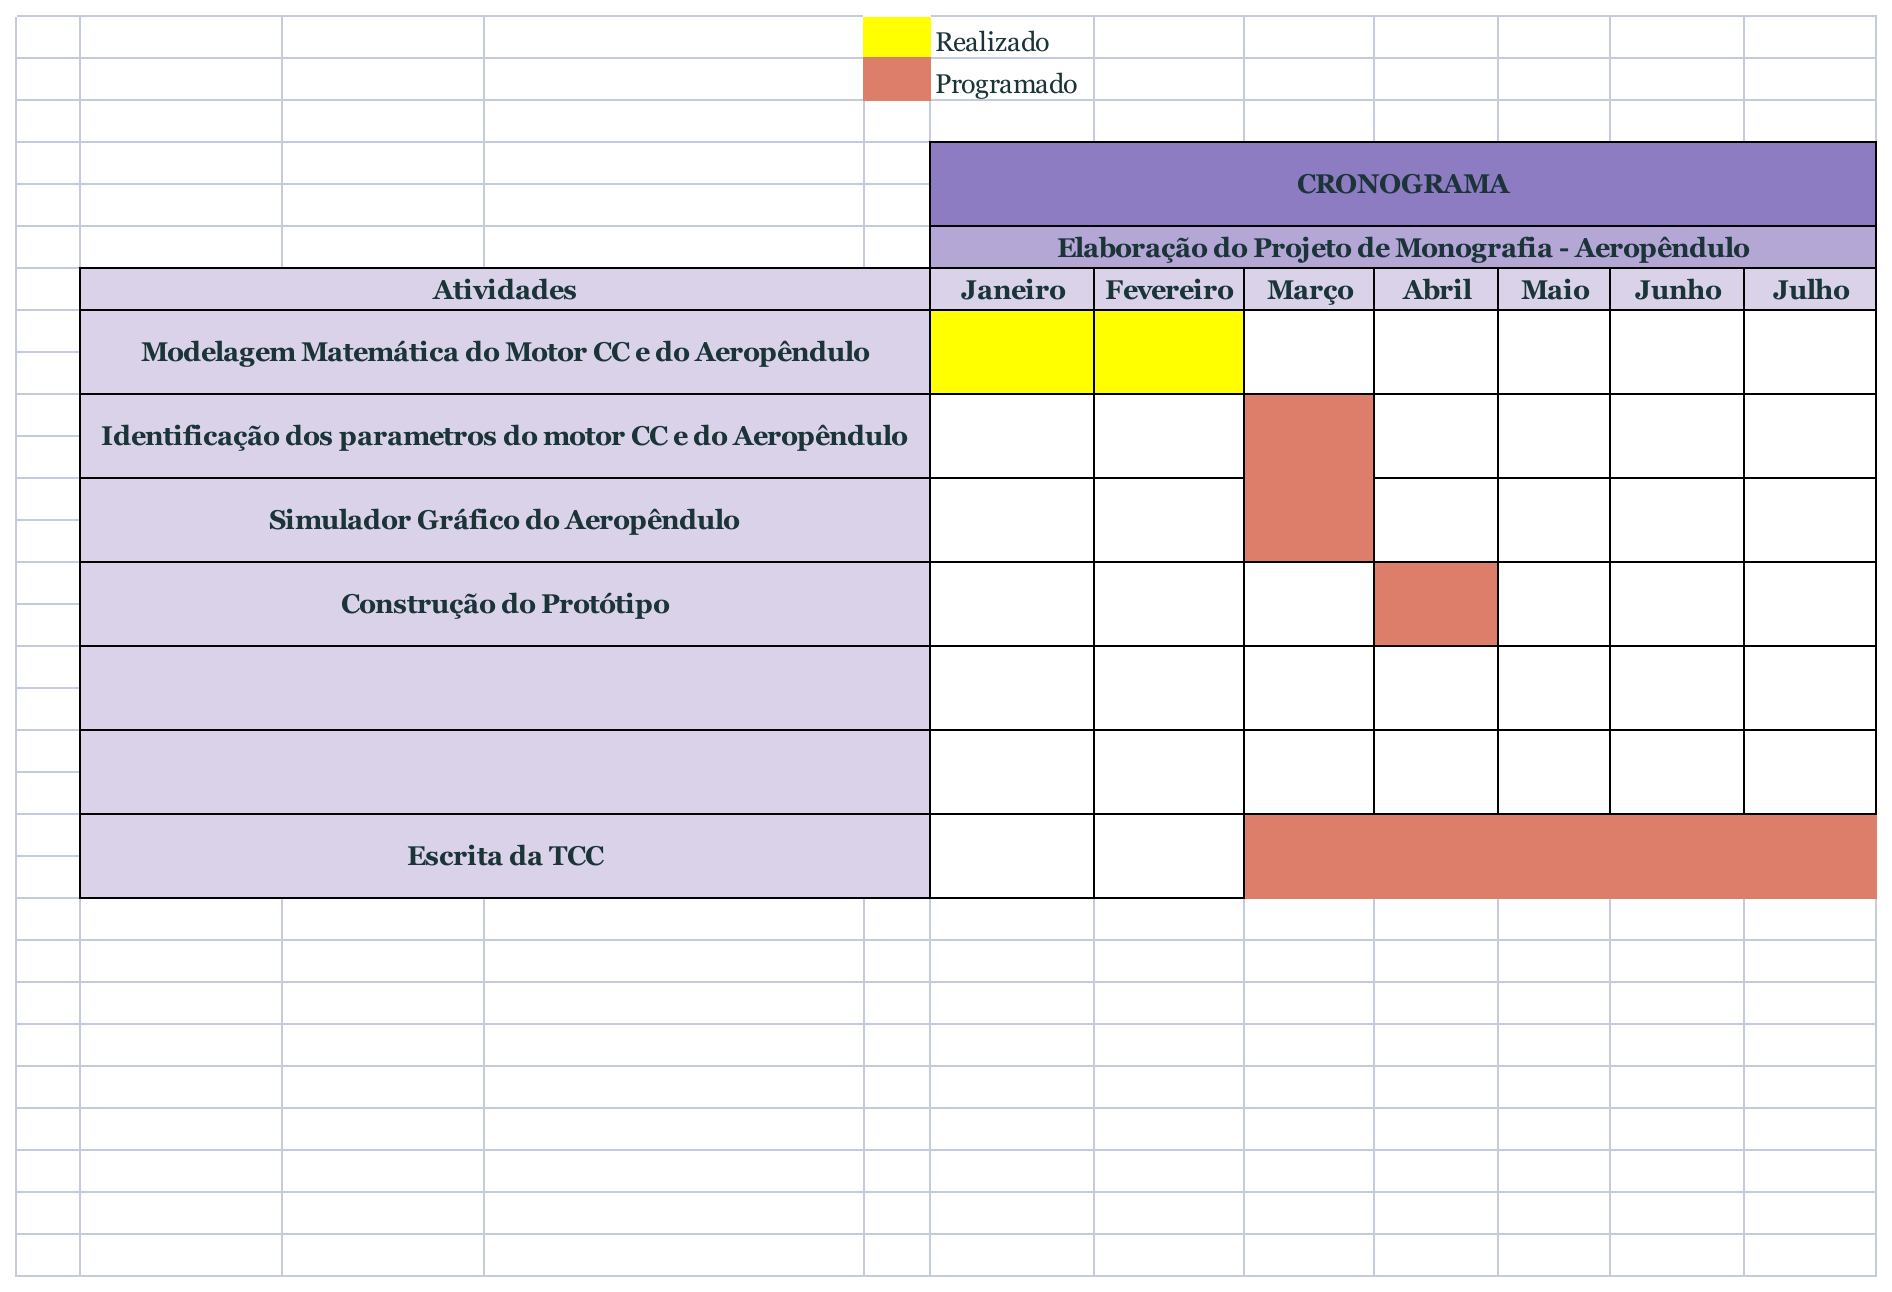 Realizado
Programado
CRONOGRAMA
Elaboração do Projeto de Monografia - Aeropêndulo
Atividades Janeiro Fevereiro Março Abril Maio Junho Julho
Modelagem Matemática do Motor CC e do Aeropêndulo
Identificação dos parametros do motor CC e do Aeropêndulo
Simulador Gráfico do Aeropêndulo
Construção do Protótipo
Escrita da TCC